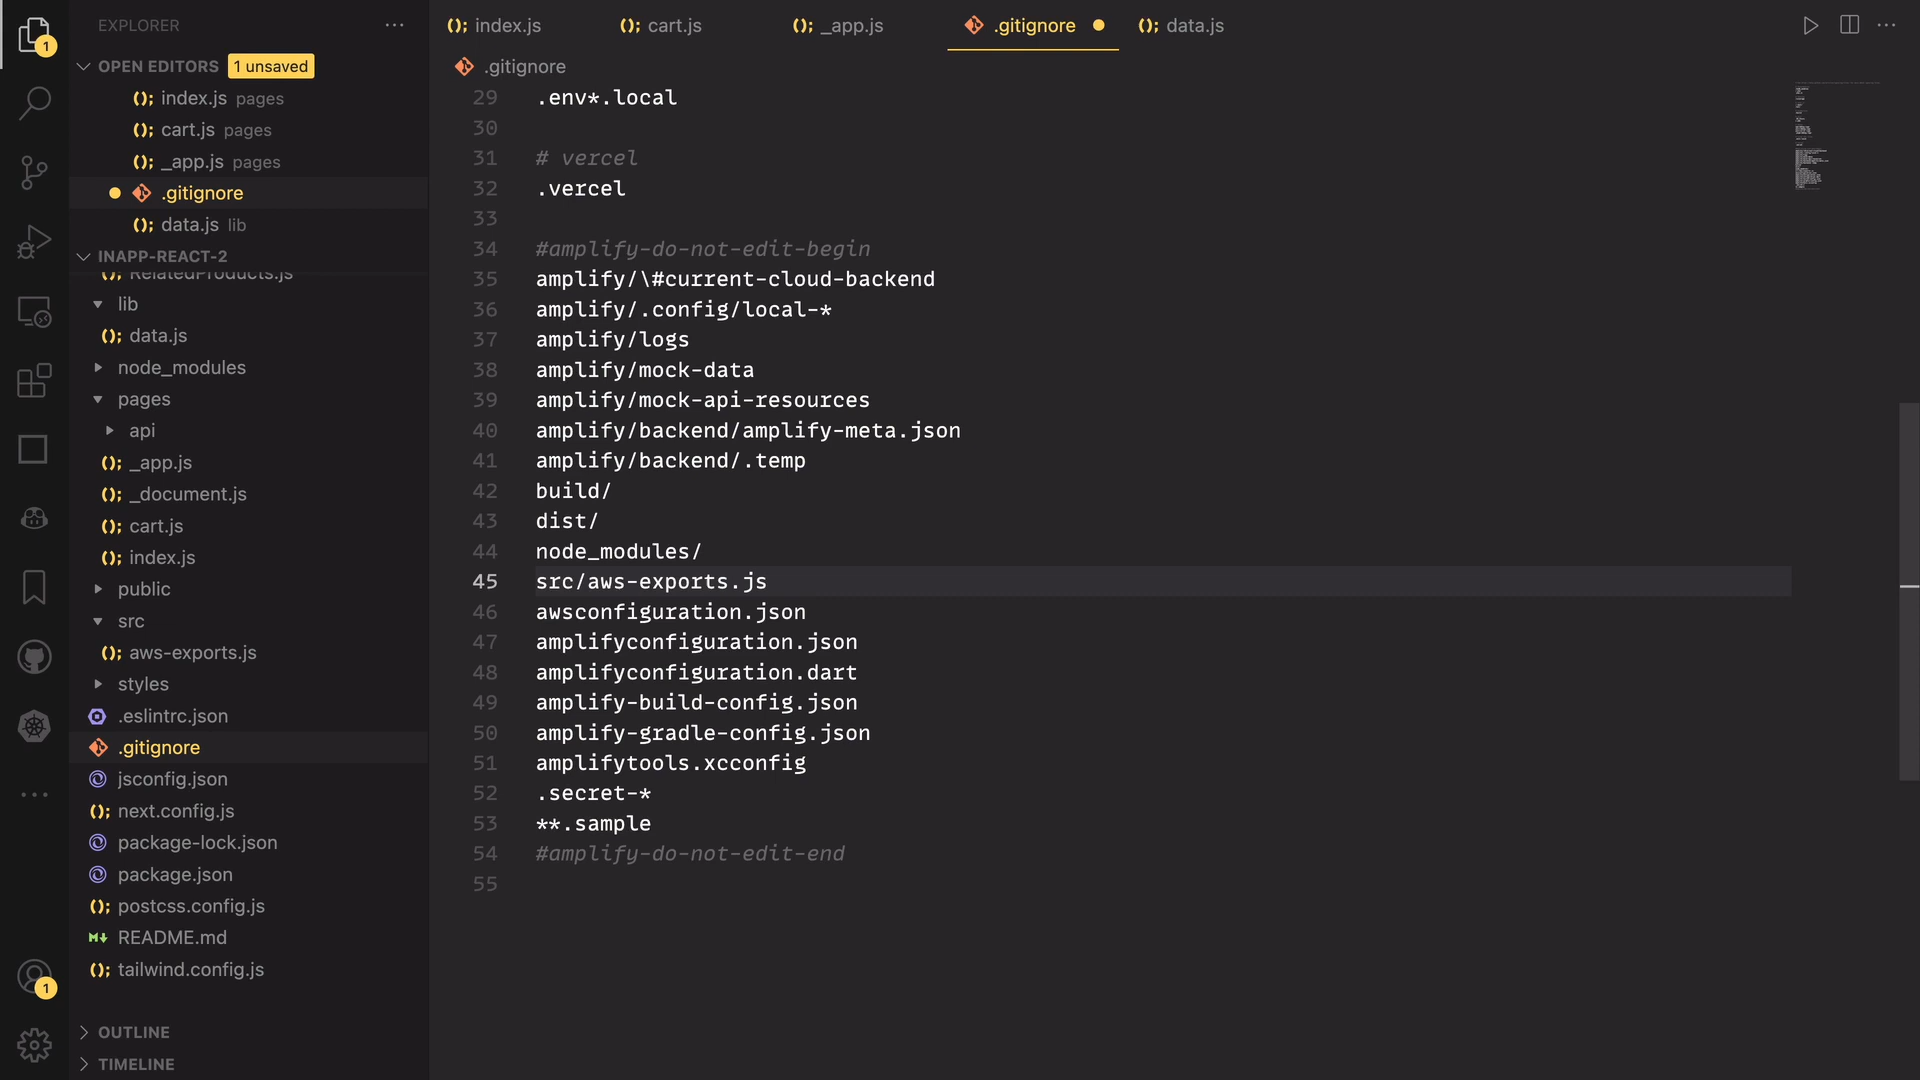 EXPLORER
index.js
cart.js
_app.js
.gitignore
data.js
1
OPEN EDITORS
1 unsaved
index.js pages
cart.js pages
_app.js pages
.gitignore
data.js lib
INAPP-REACT-2
RelatedProducts.js
lib
data.js
node_modules
pages
api
_app.js
_document.js
cart.js
index.js
public
src
aws-exports.js
styles
.eslintrc.json
.gitignore
jsconfig.json
next.config.js
package-lock.json
package.json
postcss.config.js
README.md
tailwind.config.js
1
OUTLINE
TIMELINE
.gitignore
29 .env*.local
30
31 # vercel
32 .vercel
33
34 #amplify-do-not-edit-begin
35 amplify/\#current-cloud-backend
36 amplify/.config/local-*
37 amplify/logs
38 amplify/mock-data
39 amplify/mock-api-resources
40 amplify/backend/amplify-meta.json
41 amplify/backend/.temp
42 build/
43 dist/
44 node_modules/
45 src/aws-exports.js
46 awsconfiguration.json
47 amplifyconfiguration.json
48 amplifyconfiguration.dart
49 amplify-build-config.json
50 amplify-gradle-config.json
51 amplifytools.xcconfig
52 .secret-*
53 **.sample
54 #amplify-do-not-edit-end
55